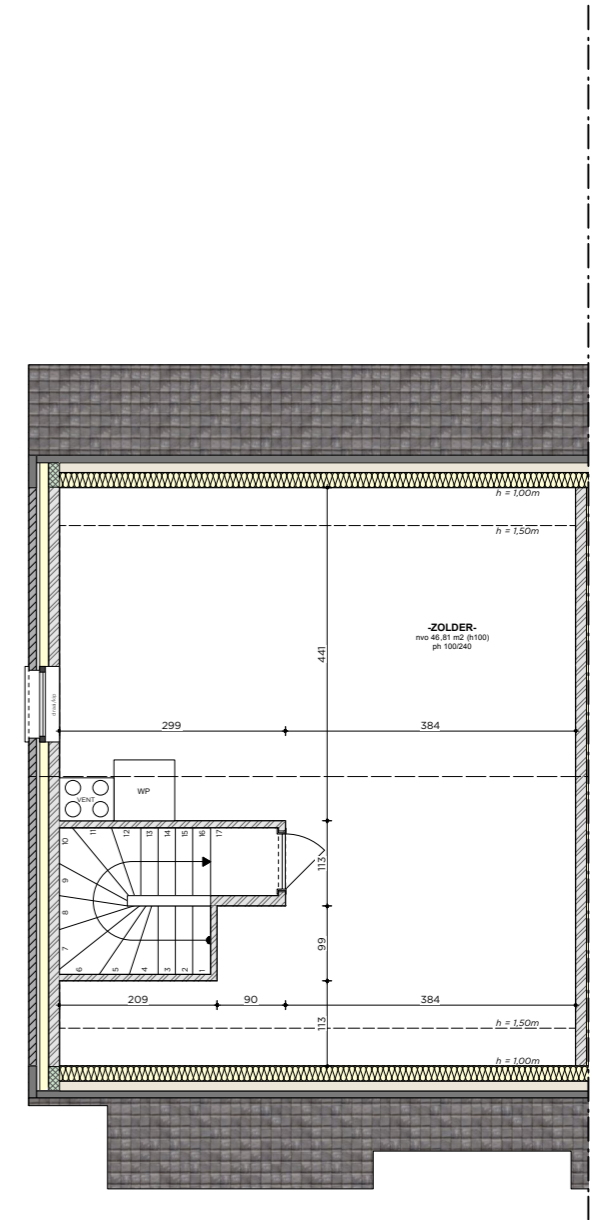 h = 1,00m
h = 1,50m
-ZOLDER-
nvo 46,81 m2 (h100)
ph 100/240
441
299
384
VENT
WP
10
11
12
13
14
15
16
17
9
8
7
6
5
4
3
2
1
113
99
209
90
384
113
h = 1,50m
h = 1,00m